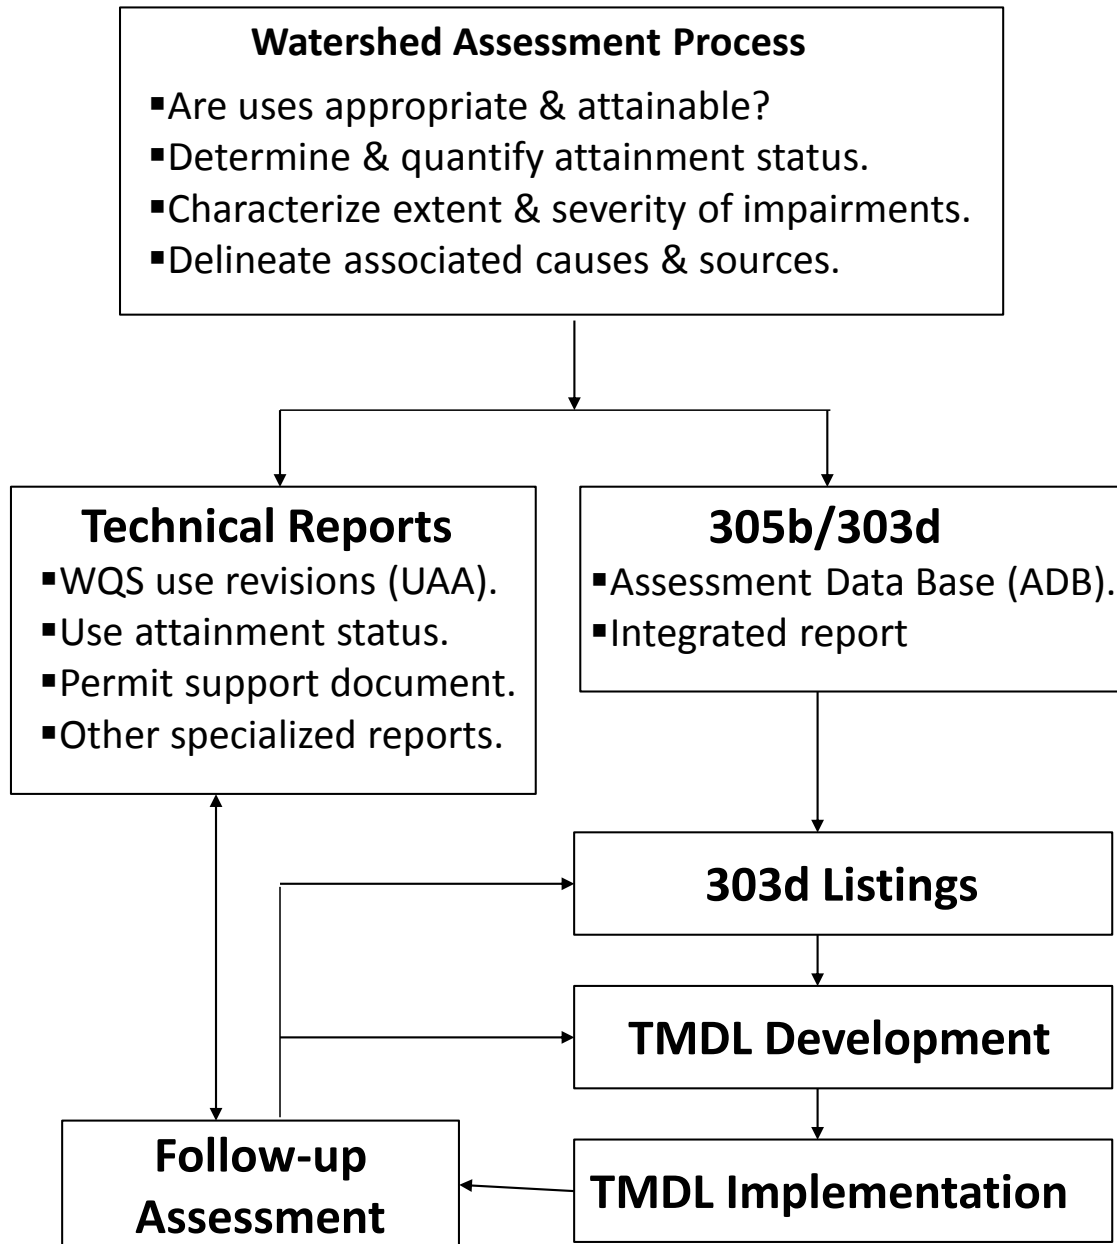 Watershed Assessment Process
▪Are uses appropriate & attainable?
▪Determine & quantify attainment status.
▪Characterize extent & severity of impairments.
▪Delineate associated causes & sources.
Technical Reports
▪WQS use revisions (UAA).
▪Use attainment status.
▪Permit support document.
▪Other specialized reports.
305b/303d
▪Assessment Data Base (ADB).
▪Integrated report
303d Listings
TMDL Development
Follow-up
Assessment
TMDL Implementation